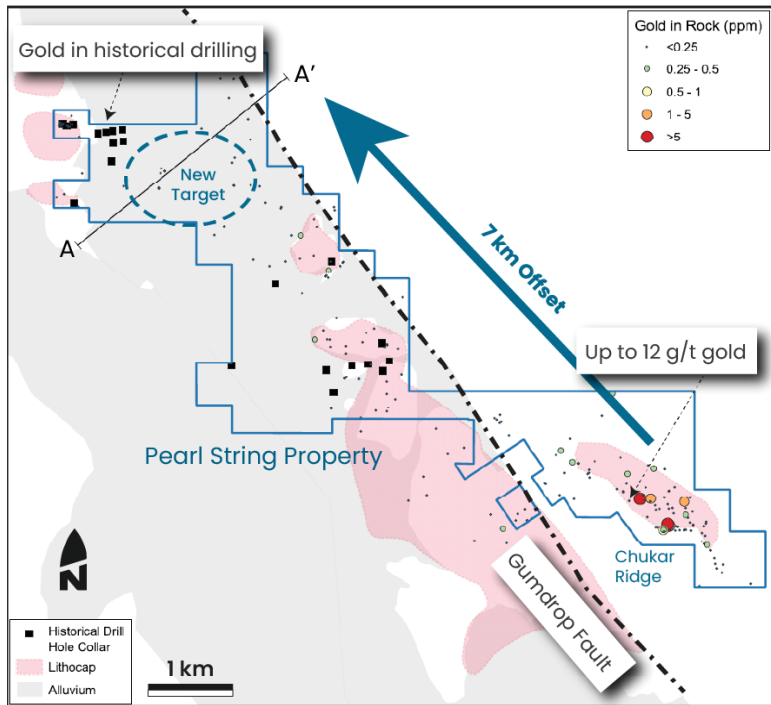 Gold in historical drilling
A'
Gold in Rock (ppm)
<0.25
0.25 - 0.5
0.5 - 1
1 - 5
>5
New
Target
A
7 km Offset
Up to 12 g/t gold
Pearl String Property
Chukar
Ridge
Gumdrop Fault
N
Historical Drill
Hole Collar
Lithocap
Alluvium
1 km